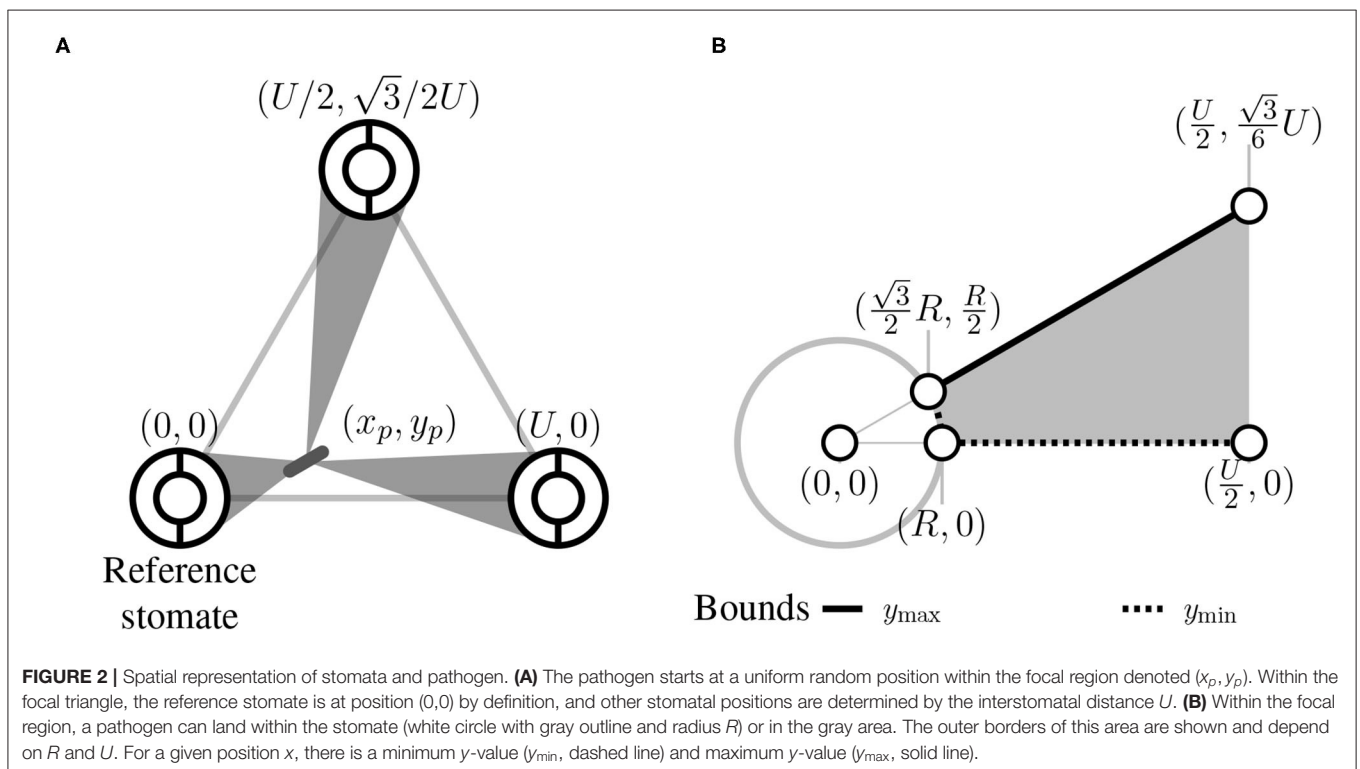 A
B
(U/2, √3/2U)
(U/2, √3/6 U)
(√3/2 R, R/2)
(0, 0)
(x_p, y_p)
(U, 0)
(0, 0)
(U/2, 0)
(R, 0)
Reference
stomate
Bounds
y_max
y_min
FIGURE 2 | Spatial representation of stomata and pathogen. (A) The pathogen starts at a uniform random position within the focal region denoted (x_p, y_p). Within the
focal triangle, the reference stomate is at position (0,0) by definition, and other stomatal positions are determined by the interstomatal distance U. (B) Within the focal
region, a pathogen can land within the stomate (white circle with gray outline and radius R) or in the gray area. The outer borders of this area are shown and depend
on R and U. For a given position x, there is a minimum y-value (y_min, dashed line) and maximum y-value (y_max, solid line).